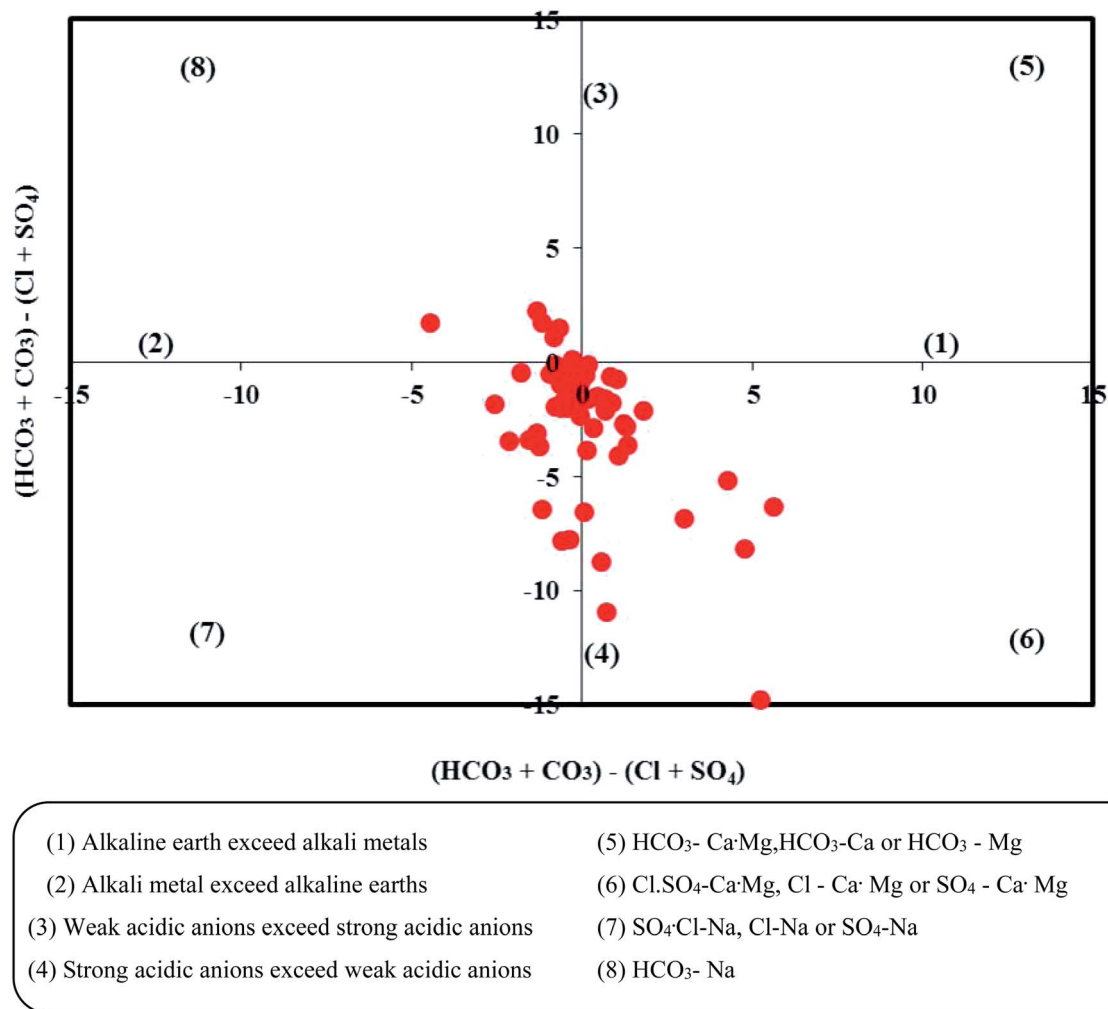 15
(8)
(5)
(3)
10
5
(HCO₃ + CO₃) - (Cl + SO₄)
(2)
(1)
0
-15
-10
-5
0
5
10
15
-5
-10
(7)
(6)
(4)
-15
(HCO₃ + CO₃) - (Cl + SO₄)
(1) Alkaline earth exceed alkali metals
(2) Alkali metal exceed alkaline earths
(3) Weak acidic anions exceed strong acidic anions
(4) Strong acidic anions exceed weak acidic anions
(5) HCO₃- Ca·Mg,HCO₃-Ca or HCO₃ - Mg
(6) Cl.SO₄-Ca·Mg, Cl - Ca· Mg or SO₄ - Ca· Mg
(7) SO₄·Cl-Na, Cl-Na or SO₄-Na
(8) HCO₃- Na